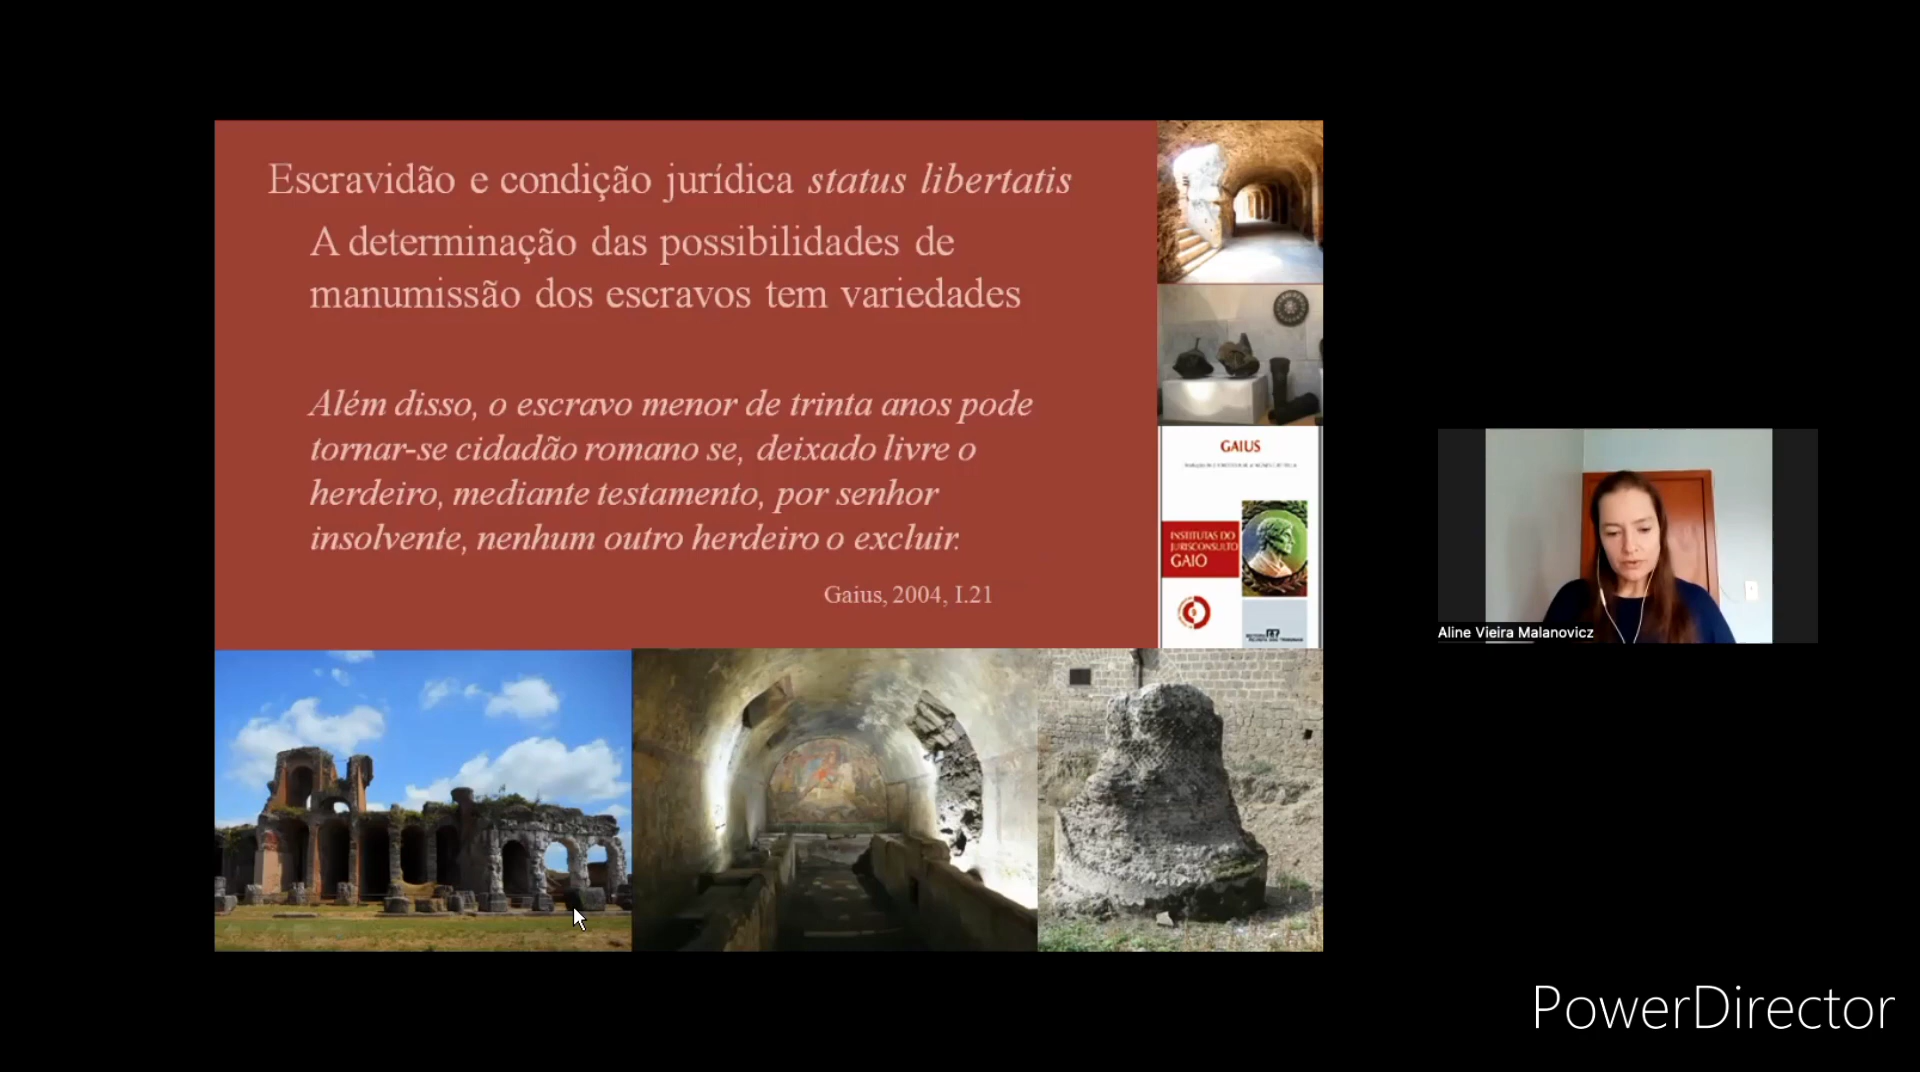 Escravidão e condição jurídica status libertatis
A determinação das possibilidades de
manumissão dos escravos tem variedades
Além disso, o escravo menor de trinta anos pode
tornar-se cidadão romano se, deixado livre o
herdeiro, mediante testamento, por senhor
insolvente, nenhum outro herdeiro o excluir.
Gaius, 2004, I.21
GAIUS
INSTITUTAS DO
JURISCONSULTO
GAIO
Aline Vieira Malanovicz
PowerDirector